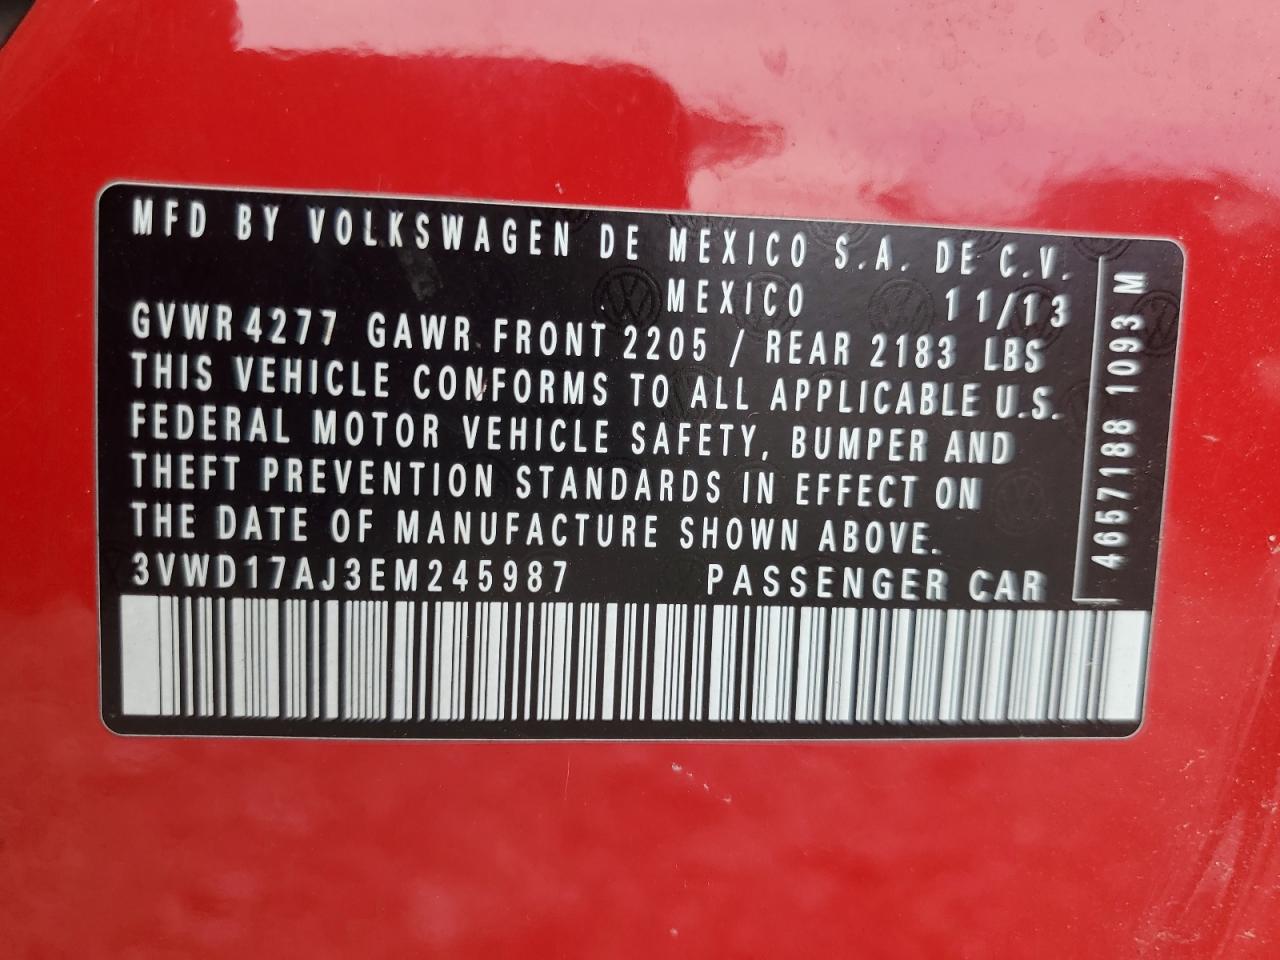 MFD BY VOLKSWAGEN DE MEXICO S.A. DE C.V.
MEXICO 11/13
GVWR 4277 GAWR FRONT 2205 / REAR 2183 LBS
THIS VEHICLE CONFORMS TO ALL APPLICABLE U.S.
FEDERAL MOTOR VEHICLE SAFETY, BUMPER AND
THEFT PREVENTION STANDARDS IN EFFECT ON
THE DATE OF MANUFACTURE SHOWN ABOVE.
3VWD17AJ3EM245987 PASSENGER CAR
4657188 1093 M